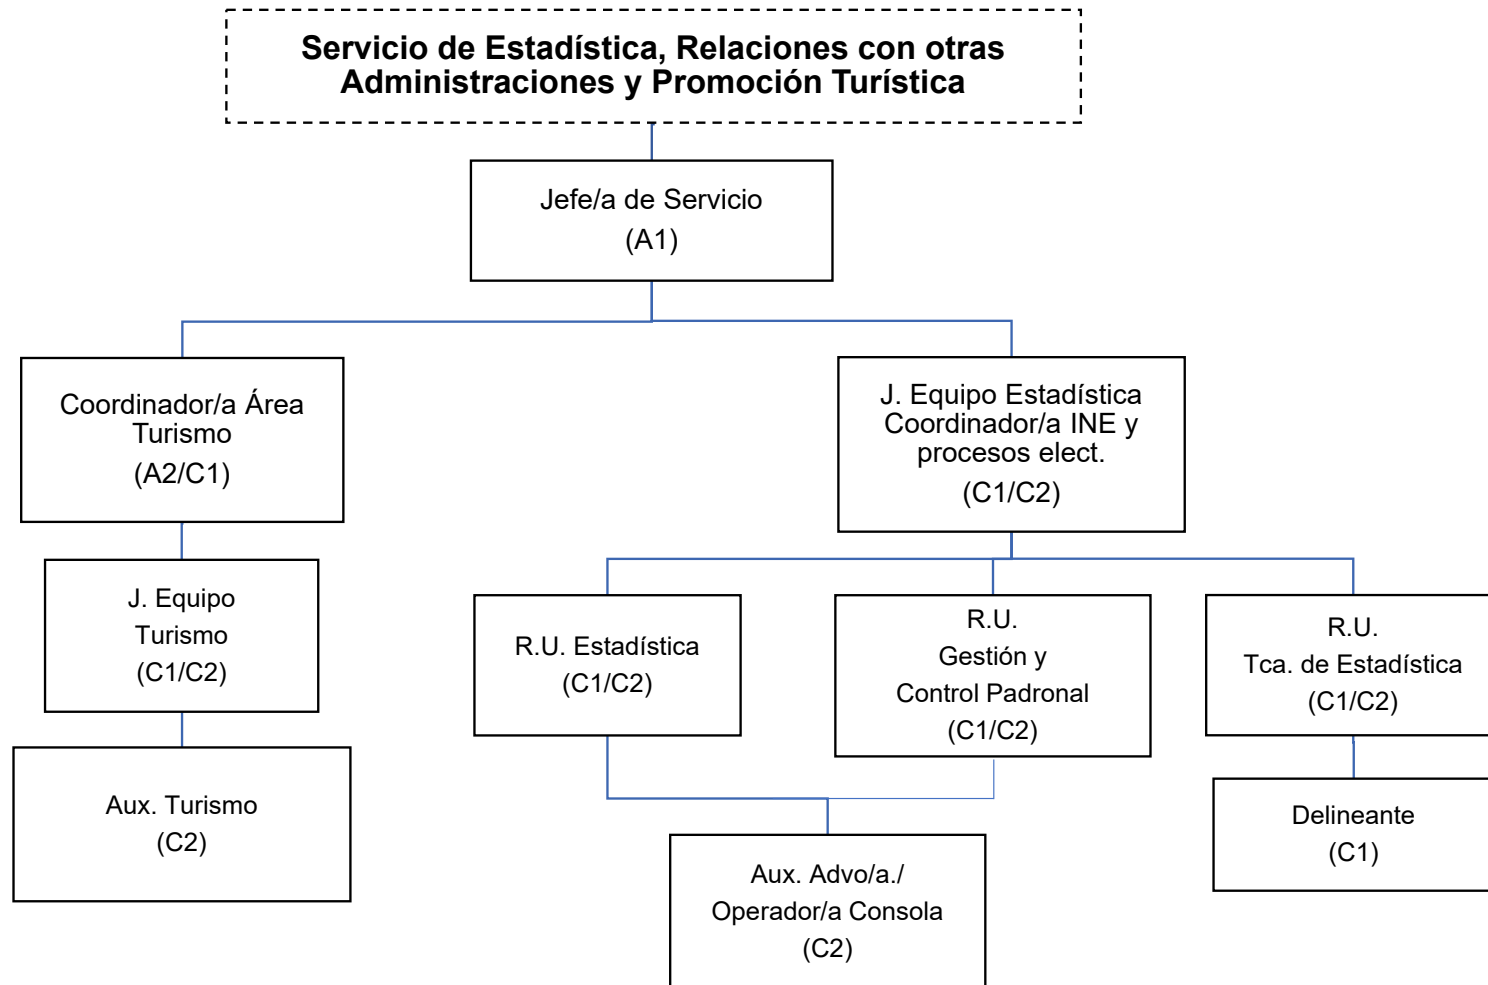 Servicio de Estadística, Relaciones con otras
Administraciones y Promoción Turística
Jefe/a de Servicio
(A1)
Coordinador/a Área
Turismo
(A2/C1)
J. Equipo Estadística
Coordinador/a INE y
procesos elect.
(C1/C2)
J. Equipo
Turismo
(C1/C2)
R.U. Estadística
(C1/C2)
R.U.
Gestión y
Control Padronal
(C1/C2)
R.U.
Tca. de Estadística
(C1/C2)
Aux. Turismo
(C2)
Aux. Advo/a./
Operador/a Consola
(C2)
Delineante
(C1)